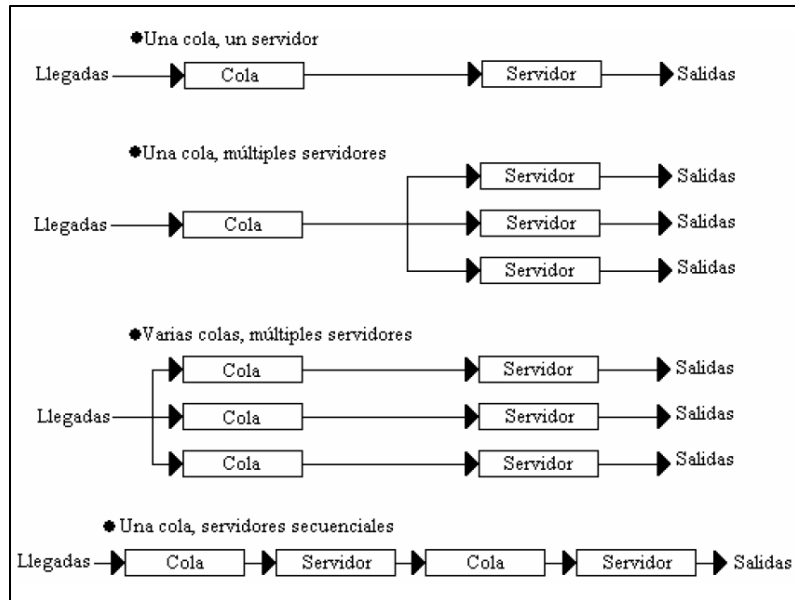 ●Una cola, un servidor
Llegadas Cola Servidor Salidas
●Una cola, múltiples servidores
Servidor Salidas
Llegadas Cola Servidor Salidas
Servidor Salidas
●Varias colas, múltiples servidores
Cola Servidor Salidas
Llegadas Cola Servidor Salidas
Cola Servidor Salidas
● Una cola, servidores secuenciales
Llegadas Cola Servidor Cola Servidor Salidas